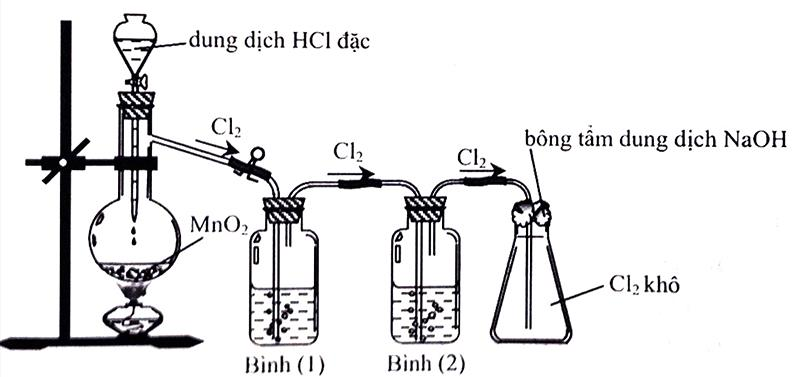 dung dịch HCl đặc
Cl₂
Cl₂
Cl₂
bông tẩm dung dịch NaOH
MnO₂
Cl₂ khô
Bình (1)
Bình (2)